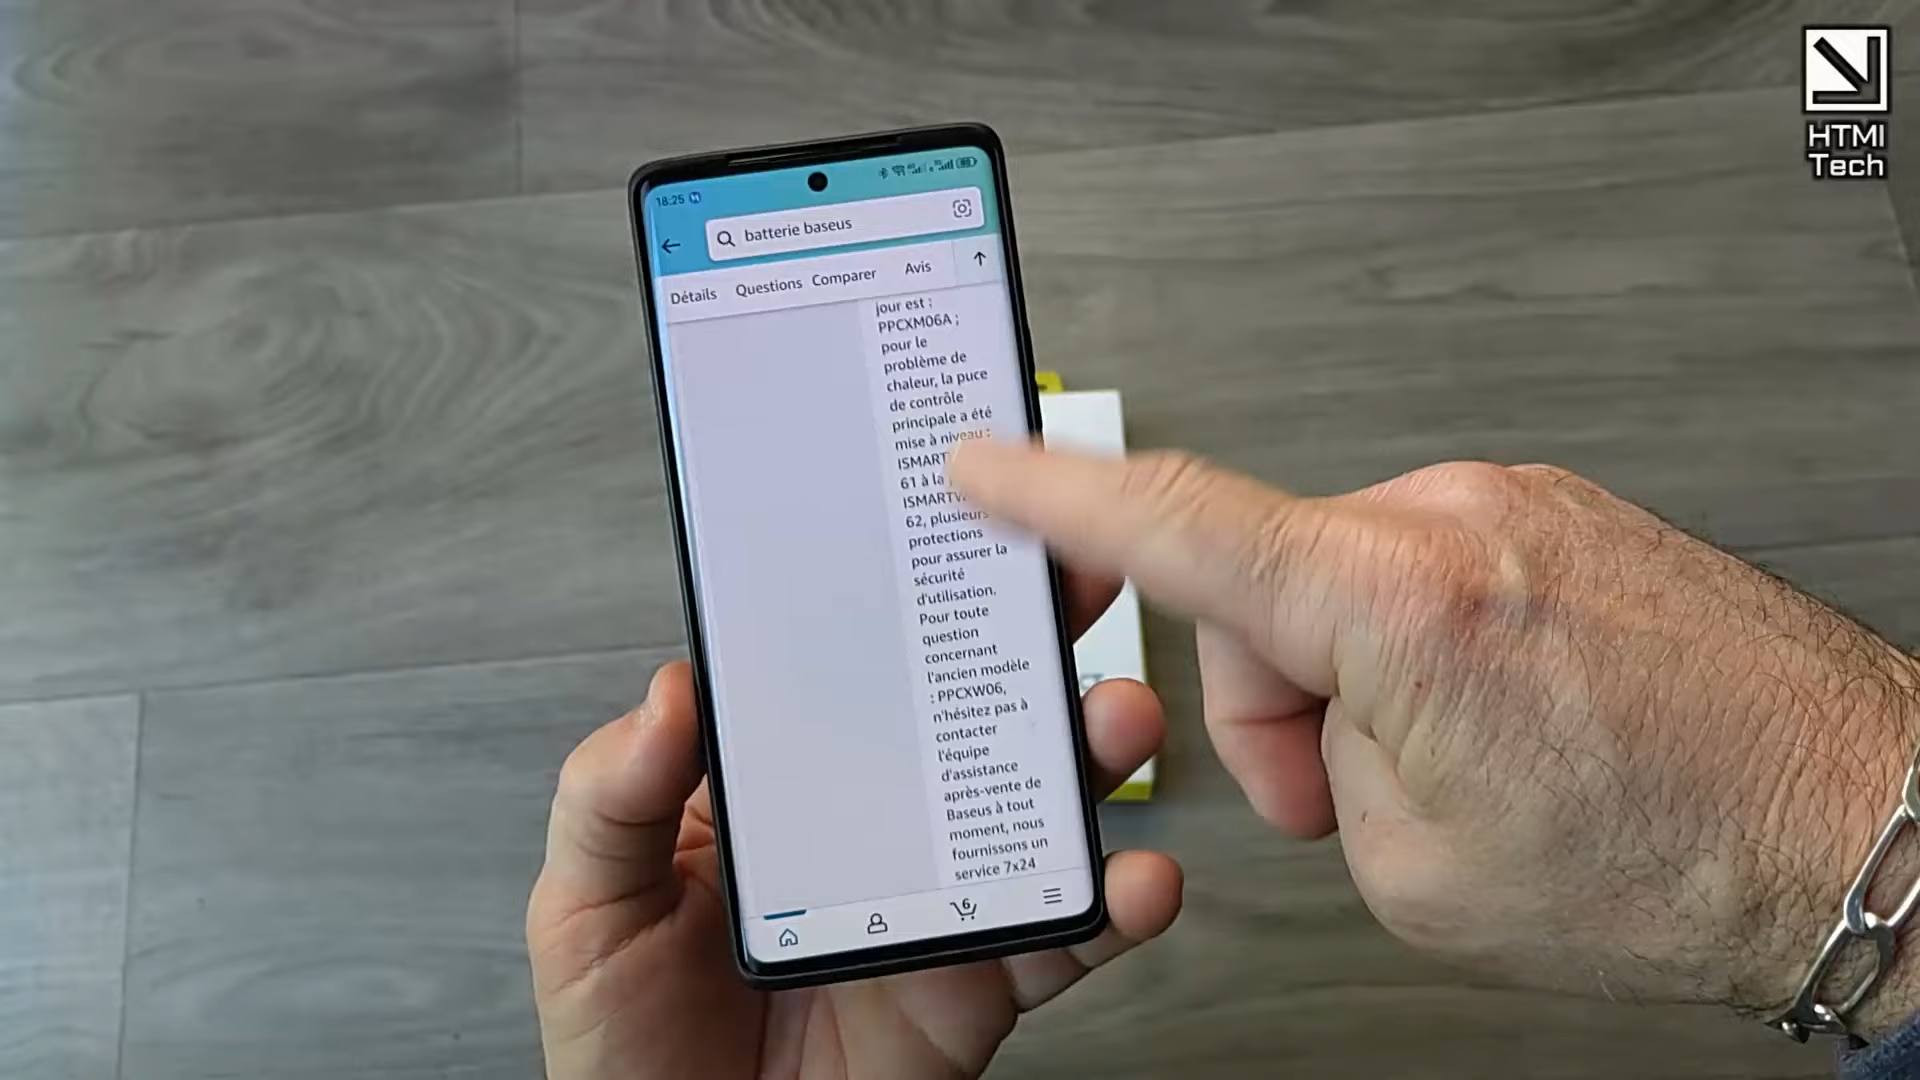 HTMI
Tech
18:25
batterie baseus
Détails Questions Comparer Avis
jour est :
PPCXM06A ;
pour le
problème de
chaleur, la puce
de contrôle
principale a été
mise à niveau :
ISMART
61 à la
ISMARTV
62, plusieurs
protections
pour assurer la
sécurité
d'utilisation.
Pour toute
question
concernant
l'ancien modèle
: PPCXW06,
n'hésitez pas à
contacter
l'équipe
d'assistance
après-vente de
Baseus à tout
moment, nous
fournissons un
service 7x24
6